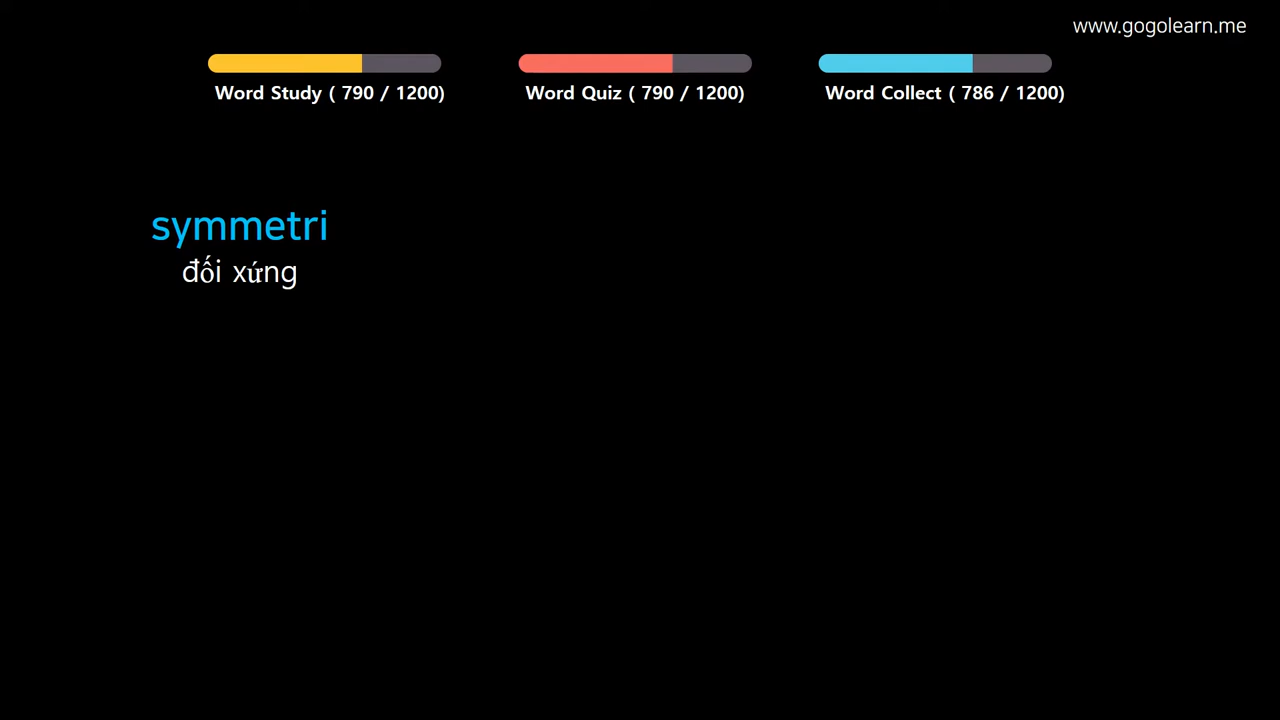 www.gogolearn.me
Word Study ( 790 / 1200)
Word Quiz ( 790 / 1200)
Word Collect ( 786 / 1200)
symmetri
đối xứng